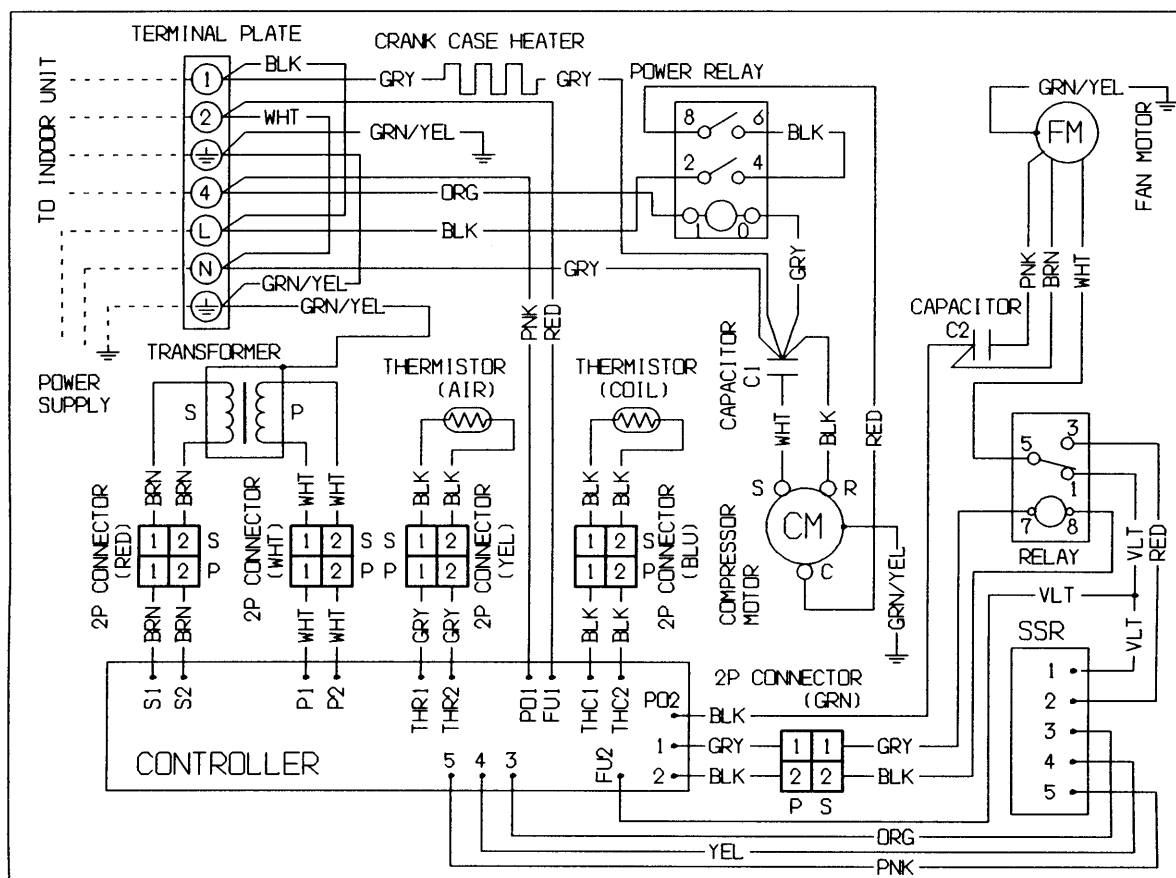 TERMINAL PLATE
CRANK CASE HEATER
BLK
GRY
GRY
POWER RELAY
GRN/YEL
TO INDOOR UNIT
1
2
WHT
GRN/YEL
8
6
BLK
FM
FAN MOTOR
4
ORG
2
4
L
BLK
1
0
N
GRY
GRY
GRN/YEL
GRN/YEL
PNK
RED
PNK
BRN
WHT
CAPACITOR
C2
TRANSFORMER
THERMISTOR
(AIR)
THERMISTOR
(COIL)
CAPACITOR
C1
POWER
SUPPLY
S
P
WHT
BLK
RED
3
5
1
7
8
RELAY
BRN
BRN
WHT
WHT
BLK
BLK
BLK
BLK
S
R
CM
C
COMPRESSOR
MOTOR
GRN/YEL
2P CONNECTOR
(RED)
1
2
S
1
2
P
2P CONNECTOR
(WHT)
1
2
S
1
2
P
S
1
2
P
1
2
2P CONNECTOR
(YEL)
1
2
S
1
2
P
2P CONNECTOR
(BLU)
VLT
RED
VLT
VLT
BRN
BRN
WHT
WHT
GRY
GRY
BLK
BLK
SSR
1
2
3
4
5
S1
S2
P1
P2
THR1
THR2
PO1
FU1
THC1
THC2
PO2
BLK
2P CONNECTOR
(GRN)
1
GRY
1
1
GRY
2
BLK
2
2
BLK
P
S
CONTROLLER
5
4
3
FU2
ORG
YEL
PNK